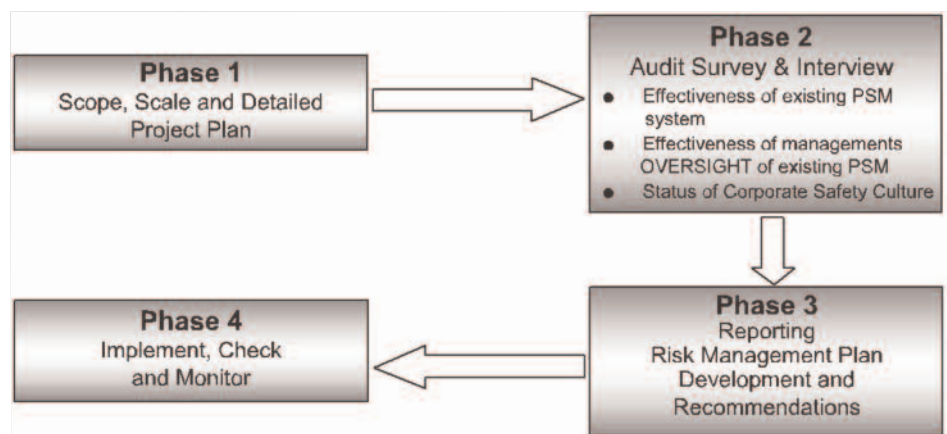 Phase 1
Scope, Scale and Detailed
Project Plan
Phase 2
Audit Survey & Interview
● Effectiveness of existing PSM
system
● Effectiveness of managements
OVERSIGHT of existing PSM
● Status of Corporate Safety Culture
Phase 3
Reporting
Risk Management Plan
Development and
Recommendations
Phase 4
Implement, Check
and Monitor